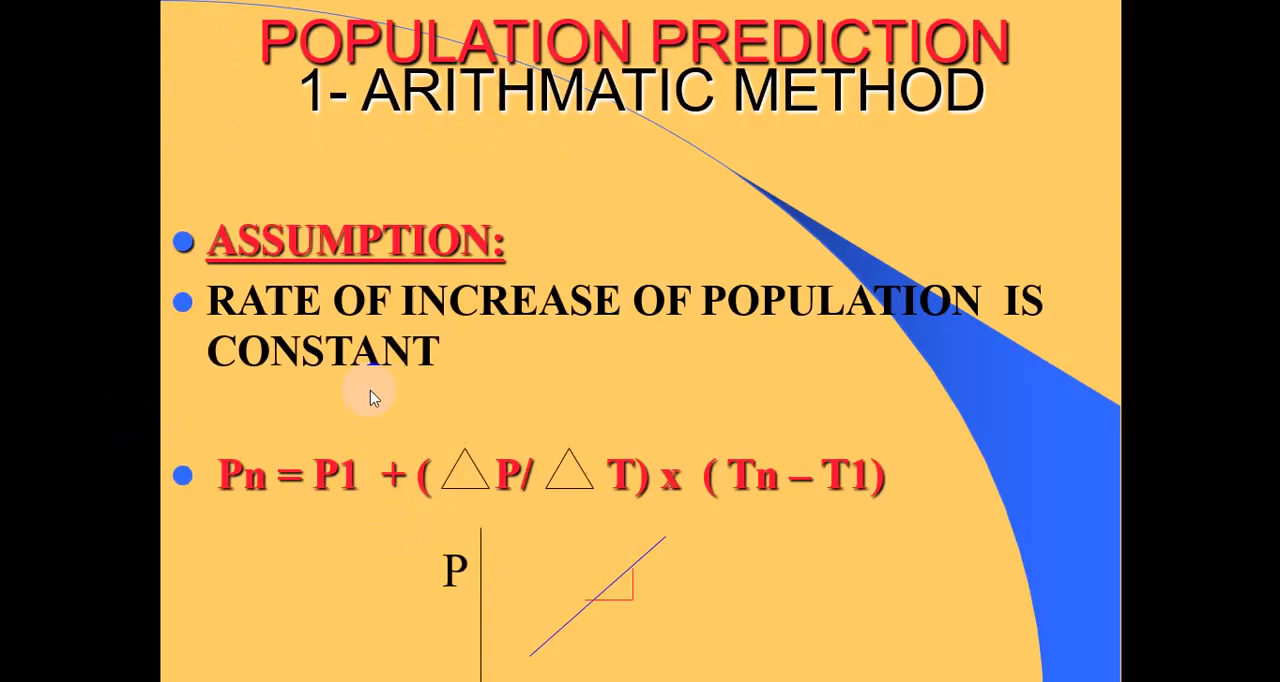 POPULATION PREDICTION
1- ARITHMATIC METHOD
ASSUMPTION:
RATE OF INCREASE OF POPULATION IS
CONSTANT
Pn = P1 + ( △ P/ △ T) x ( Tn – T1)
P